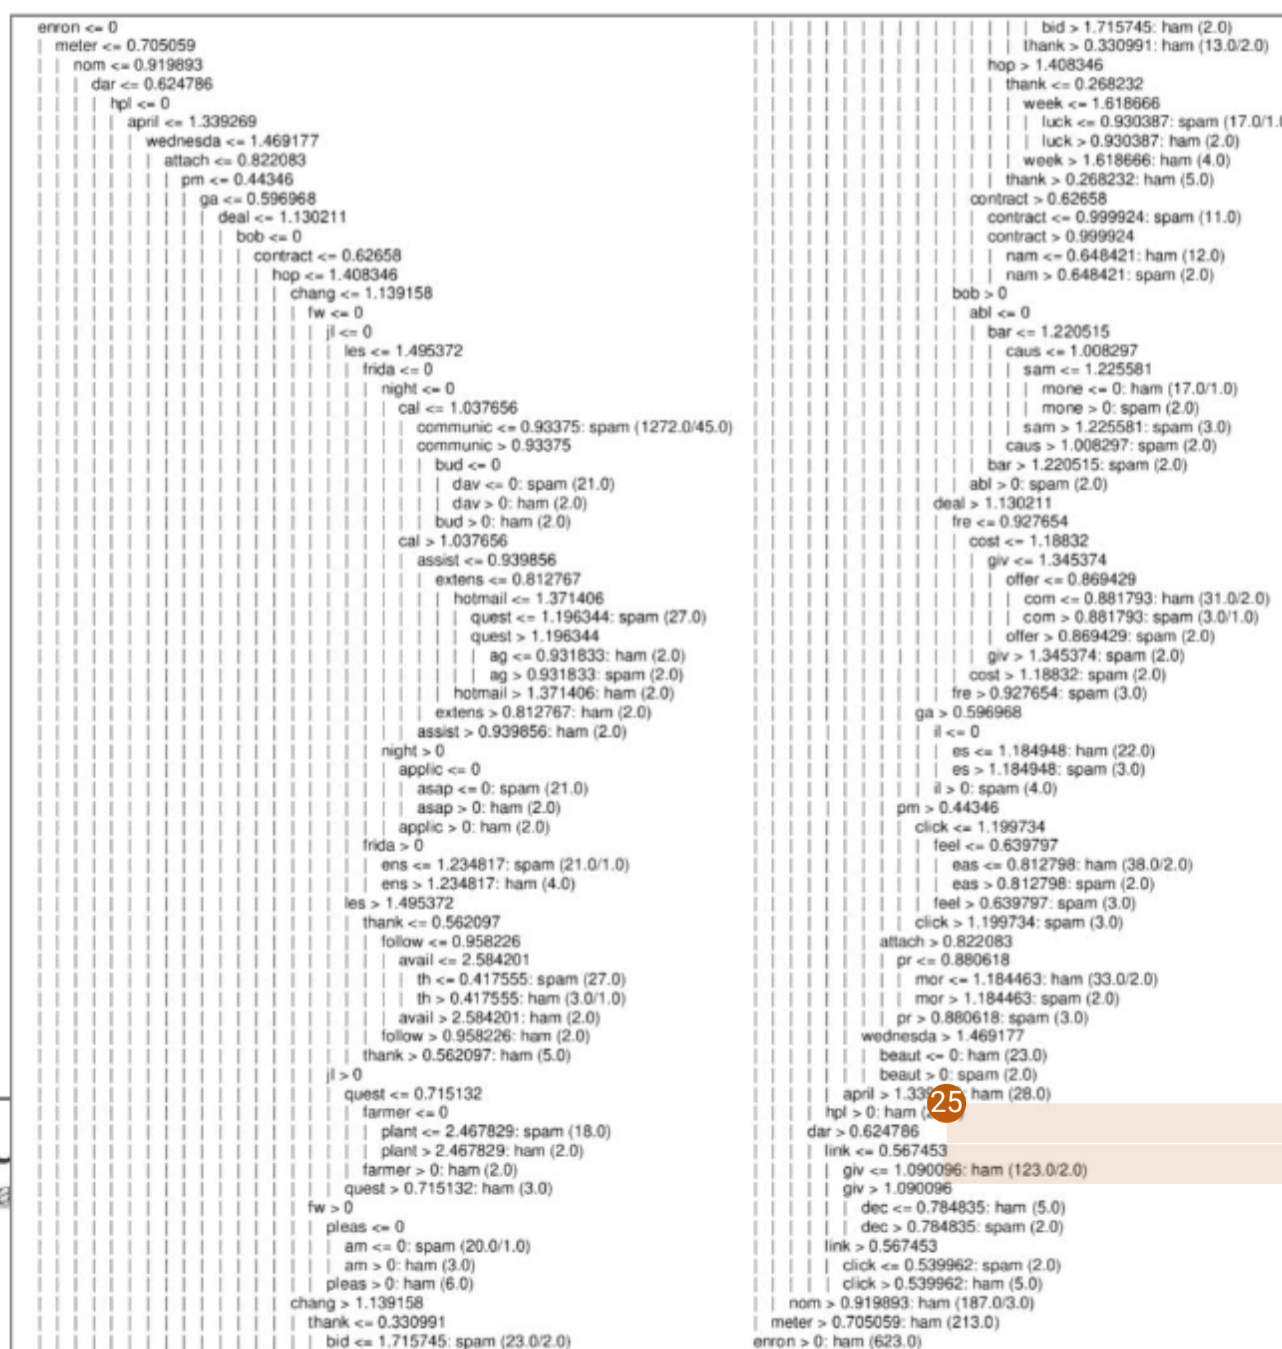 enron <= 0
| meter <= 0.705059
| | nom <= 0.919893
| | | dar <= 0.624786
| | | | hpl <= 0
| | | | | april <= 1.339269
| | | | | | wednesda <= 1.469177
| | | | | | | attach <= 0.822083
| | | | | | | | pm <= 0.44346
| | | | | | | | | ga <= 0.596968
| | | | | | | | | | deal <= 1.130211
| | | | | | | | | | | bob <= 0
| | | | | | | | | | | | contract <= 0.62658
| | | | | | | | | | | | | hop <= 1.408346
| | | | | | | | | | | | | | chang <= 1.139158
| | | | | | | | | | | | | | | fw <= 0
| | | | | | | | | | | | | | | | jl <= 0
| | | | | | | | | | | | | | | | | les <= 1.495372
| | | | | | | | | | | | | | | | | | frida <= 0
| | | | | | | | | | | | | | | | | | | night <= 0
| | | | | | | | | | | | | | | | | | | | cal <= 1.037656
| | | | | | | | | | | | | | | | | | | | | communic <= 0.93375: spam (1272.0/45.0)
| | | | | | | | | | | | | | | | | | | | | communic > 0.93375
| | | | | | | | | | | | | | | | | | | | | | bud <= 0
| | | | | | | | | | | | | | | | | | | | | | | dav <= 0: spam (21.0)
| | | | | | | | | | | | | | | | | | | | | | | dav > 0: ham (2.0)
| | | | | | | | | | | | | | | | | | | | | | bud > 0: ham (2.0)
| | | | | | | | | | | | | | | | | | | | cal > 1.037656
| | | | | | | | | | | | | | | | | | | | | assist <= 0.939856
| | | | | | | | | | | | | | | | | | | | | | extens <= 0.812767
| | | | | | | | | | | | | | | | | | | | | | | hotmail <= 1.371406
| | | | | | | | | | | | | | | | | | | | | | | | quest <= 1.196344: spam (27.0)
| | | | | | | | | | | | | | | | | | | | | | | | quest > 1.196344
| | | | | | | | | | | | | | | | | | | | | | | | | ag <= 0.931833: ham (2.0)
| | | | | | | | | | | | | | | | | | | | | | | | | ag > 0.931833: spam (2.0)
| | | | | | | | | | | | | | | | | | | | | | | hotmail > 1.371406: ham (2.0)
| | | | | | | | | | | | | | | | | | | | | | extens > 0.812767: ham (2.0)
| | | | | | | | | | | | | | | | | | | | | assist > 0.939856: ham (2.0)
| | | | | | | | | | | | | | | | | | | night > 0
| | | | | | | | | | | | | | | | | | | | applic <= 0
| | | | | | | | | | | | | | | | | | | | | asap <= 0: spam (21.0)
| | | | | | | | | | | | | | | | | | | | | asap > 0: ham (2.0)
| | | | | | | | | | | | | | | | | | | | applic > 0: ham (2.0)
| | | | | | | | | | | | | | | | | | frida > 0
| | | | | | | | | | | | | | | | | | | ens <= 1.234817: spam (21.0/1.0)
| | | | | | | | | | | | | | | | | | | ens > 1.234817: ham (4.0)
| | | | | | | | | | | | | | | | | les > 1.495372
| | | | | | | | | | | | | | | | | | thank <= 0.562097
| | | | | | | | | | | | | | | | | | | follow <= 0.958226
| | | | | | | | | | | | | | | | | | | | avail <= 2.584201
| | | | | | | | | | | | | | | | | | | | | th <= 0.417555: spam (27.0)
| | | | | | | | | | | | | | | | | | | | | th > 0.417555: ham (3.0/1.0)
| | | | | | | | | | | | | | | | | | | | avail > 2.584201: ham (2.0)
| | | | | | | | | | | | | | | | | | | follow > 0.958226: ham (2.0)
| | | | | | | | | | | | | | | | | | thank > 0.562097: ham (5.0)
| | | | | | | | | | | | | | | | jl > 0
| | | | | | | | | | | | | | | | | quest <= 0.715132
| | | | | | | | | | | | | | | | | | farmer <= 0
| | | | | | | | | | | | | | | | | | | plant <= 2.467829: spam (18.0)
| | | | | | | | | | | | | | | | | | | plant > 2.467829: ham (2.0)
| | | | | | | | | | | | | | | | | | farmer > 0: ham (2.0)
| | | | | | | | | | | | | | | | | quest > 0.715132: ham (3.0)
| | | | | | | | | | | | | | | fw > 0
| | | | | | | | | | | | | | | | pleas <= 0
| | | | | | | | | | | | | | | | | am <= 0: spam (20.0/1.0)
| | | | | | | | | | | | | | | | | am > 0: ham (3.0)
| | | | | | | | | | | | | | | | pleas > 0: ham (6.0)
| | | | | | | | | | | | | | chang > 1.139158
| | | | | | | | | | | | | | | thank <= 0.330991
| | | | | | | | | | | | | | | | bid <= 1.715745: spam (23.0/2.0)
| | | | | | | | | | | | | | | | bid > 1.715745: ham (2.0)
| | | | | | | | | | | | | | | thank > 0.330991: ham (13.0/2.0)
| | | | | | | | | | | | | hop > 1.408346
| | | | | | | | | | | | | | thank <= 0.268232
| | | | | | | | | | | | | | | week <= 1.618666
| | | | | | | | | | | | | | | | luck <= 0.930387: spam (17.0/1.0
| | | | | | | | | | | | | | | | luck > 0.930387: ham (2.0)
| | | | | | | | | | | | | | | week > 1.618666: ham (4.0)
| | | | | | | | | | | | | | thank > 0.268232: ham (5.0)
| | | | | | | | | | | | contract > 0.62658
| | | | | | | | | | | | | contract <= 0.999924: spam (11.0)
| | | | | | | | | | | | | contract > 0.999924
| | | | | | | | | | | | | | nam <= 0.648421: ham (12.0)
| | | | | | | | | | | | | | nam > 0.648421: spam (2.0)
| | | | | | | | | | | bob > 0
| | | | | | | | | | | | abl <= 0
| | | | | | | | | | | | | bar <= 1.220515
| | | | | | | | | | | | | | caus <= 1.008297
| | | | | | | | | | | | | | | sam <= 1.225581
| | | | | | | | | | | | | | | | mone <= 0: ham (17.0/1.0)
| | | | | | | | | | | | | | | | mone > 0: spam (2.0)
| | | | | | | | | | | | | | | sam > 1.225581: spam (3.0)
| | | | | | | | | | | | | | caus > 1.008297: spam (2.0)
| | | | | | | | | | | | | bar > 1.220515: spam (2.0)
| | | | | | | | | | | | abl > 0: spam (2.0)
| | | | | | | | | | deal > 1.130211
| | | | | | | | | | | fre <= 0.927654
| | | | | | | | | | | | cost <= 1.18832
| | | | | | | | | | | | | giv <= 1.345374
| | | | | | | | | | | | | | offer <= 0.869429
| | | | | | | | | | | | | | | com <= 0.881793: ham (31.0/2.0)
| | | | | | | | | | | | | | | com > 0.881793: spam (3.0/1.0)
| | | | | | | | | | | | | | offer > 0.869429: spam (2.0)
| | | | | | | | | | | | | giv > 1.345374: spam (2.0)
| | | | | | | | | | | | cost > 1.18832: spam (2.0)
| | | | | | | | | | | fre > 0.927654: spam (3.0)
| | | | | | | | | ga > 0.596968
| | | | | | | | | | il <= 0
| | | | | | | | | | | es <= 1.184948: ham (22.0)
| | | | | | | | | | | es > 1.184948: spam (3.0)
| | | | | | | | | | il > 0: spam (4.0)
| | | | | | | | pm > 0.44346
| | | | | | | | | click <= 1.199734
| | | | | | | | | | feel <= 0.639797
| | | | | | | | | | | eas <= 0.812798: ham (38.0/2.0)
| | | | | | | | | | | eas > 0.812798: spam (2.0)
| | | | | | | | | | feel > 0.639797: spam (3.0)
| | | | | | | | | click > 1.199734: spam (3.0)
| | | | | | | attach > 0.822083
| | | | | | | | pr <= 0.880618
| | | | | | | | | mor <= 1.184463: ham (33.0/2.0)
| | | | | | | | | mor > 1.184463: spam (2.0)
| | | | | | | | pr > 0.880618: spam (3.0)
| | | | | | wednesda > 1.469177
| | | | | | | beaut <= 0: ham (23.0)
| | | | | | | beaut > 0: spam (2.0)
| | | | | april > 1.339 ham (28.0)
25
| | | | hpl > 0: ham (
| | | dar > 0.624786
| | | | link <= 0.567453
| | | | | giv <= 1.090096: ham (123.0/2.0)
| | | | | giv > 1.090096
| | | | | | dec <= 0.784835: ham (5.0)
| | | | | | dec > 0.784835: spam (2.0)
| | | | link > 0.567453
| | | | | click <= 0.539962: spam (2.0)
| | | | | click > 0.539962: ham (5.0)
| | nom > 0.919893: ham (187.0/3.0)
| meter > 0.705059: ham (213.0)
enron > 0: ham (623.0)